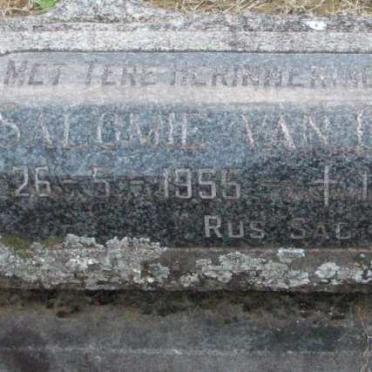 MET TERE HERINNERING
SALOMIE VAN
26 - 5 - 1955 - †
RUS SAG